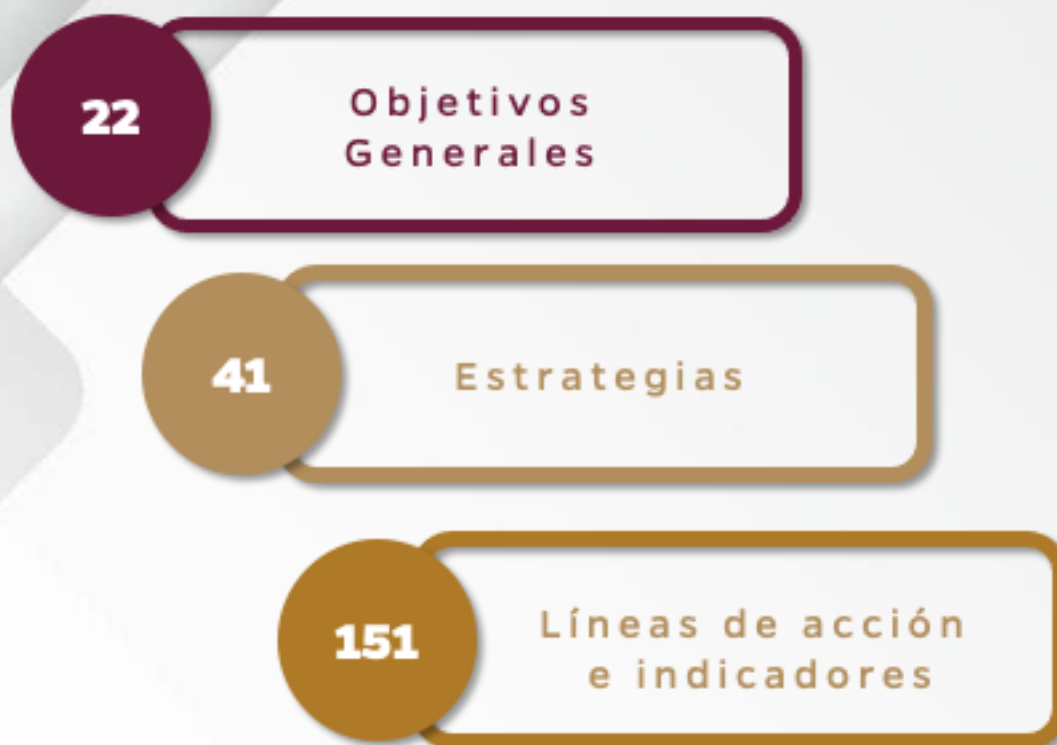 22
Objetivos
Generales
41
Estrategias
151
Líneas de acción
e indicadores